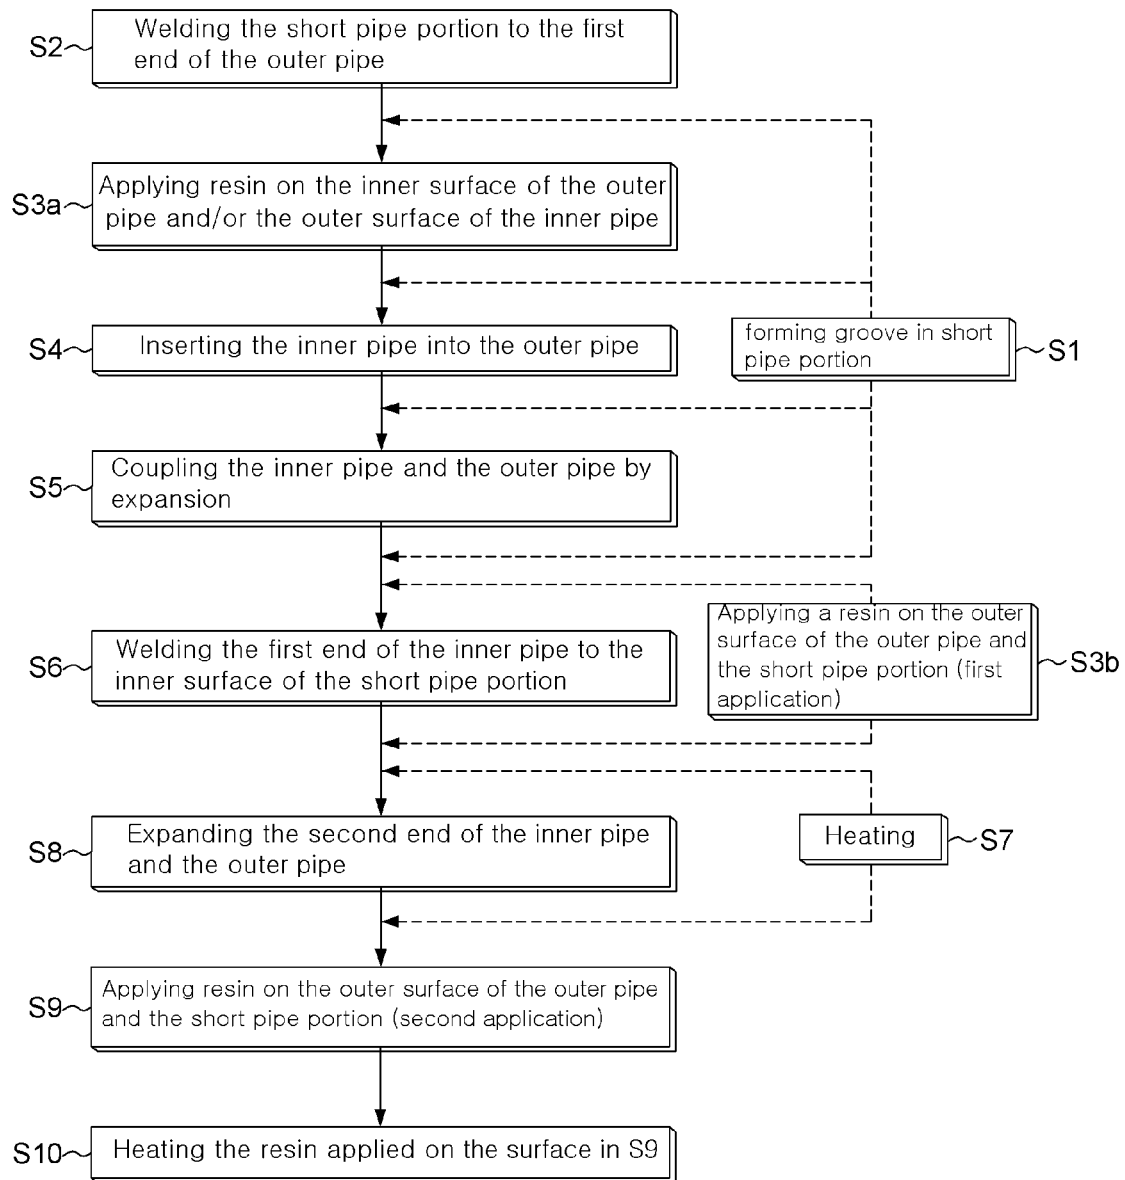 S2
Welding the short pipe portion to the first
end of the outer pipe
S3a
Applying resin on the inner surface of the outer
pipe and/or the outer surface of the inner pipe
S4
Inserting the inner pipe into the outer pipe
forming groove in short
pipe portion
S1
S5
Coupling the inner pipe and the outer pipe by
expansion
S6
Welding the first end of the inner pipe to the
inner surface of the short pipe portion
Applying a resin on the outer
surface of the outer pipe and
the short pipe portion (first
application)
S3b
S8
Expanding the second end of the inner pipe
and the outer pipe
Heating
S7
S9
Applying resin on the outer surface of the outer pipe
and the short pipe portion (second application)
S10
Heating the resin applied on the surface in S9